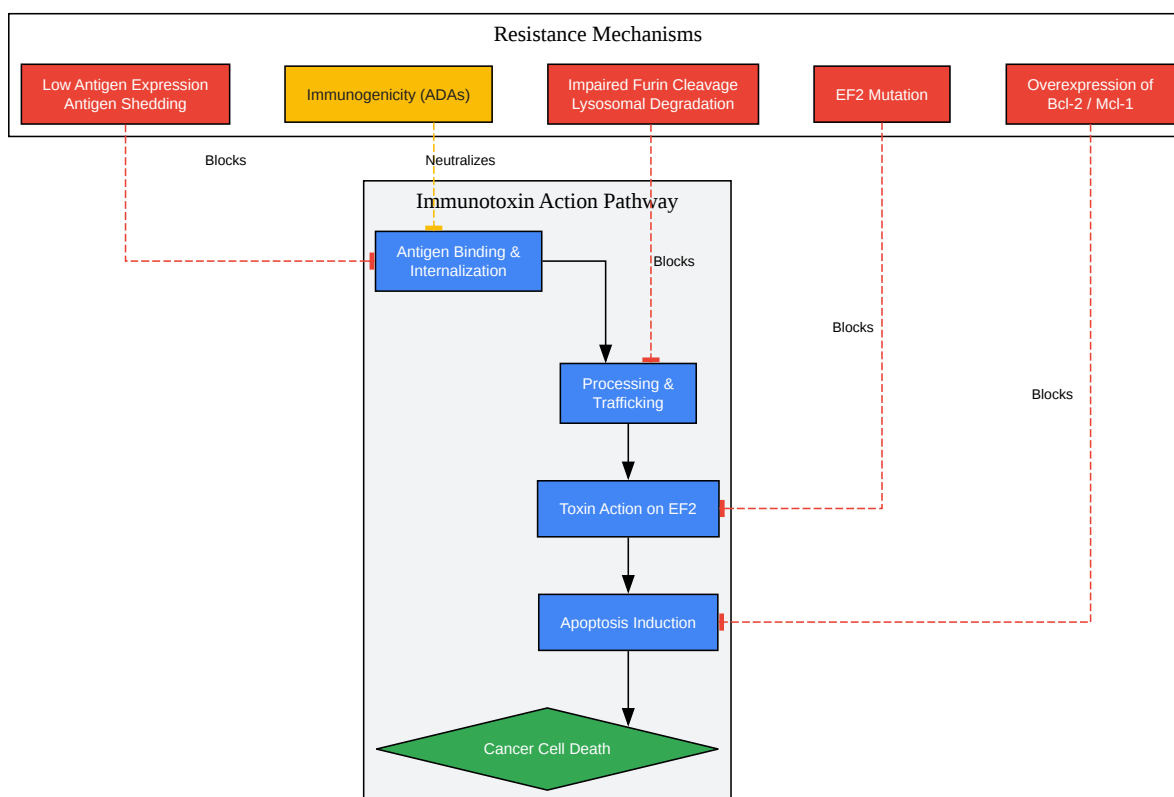 Resistance Mechanisms
Low Antigen Expression
Antigen Shedding
Immunogenicity (ADAs)
Impaired Furin Cleavage
Lysosomal Degradation
EF2 Mutation
Overexpression of
Bcl-2 / Mcl-1
Blocks
Neutralizes
Immunotoxin Action Pathway
Antigen Binding &
Internalization
Blocks
Blocks
Processing &
Trafficking
Blocks
Toxin Action on EF2
Apoptosis Induction
Cancer Cell Death